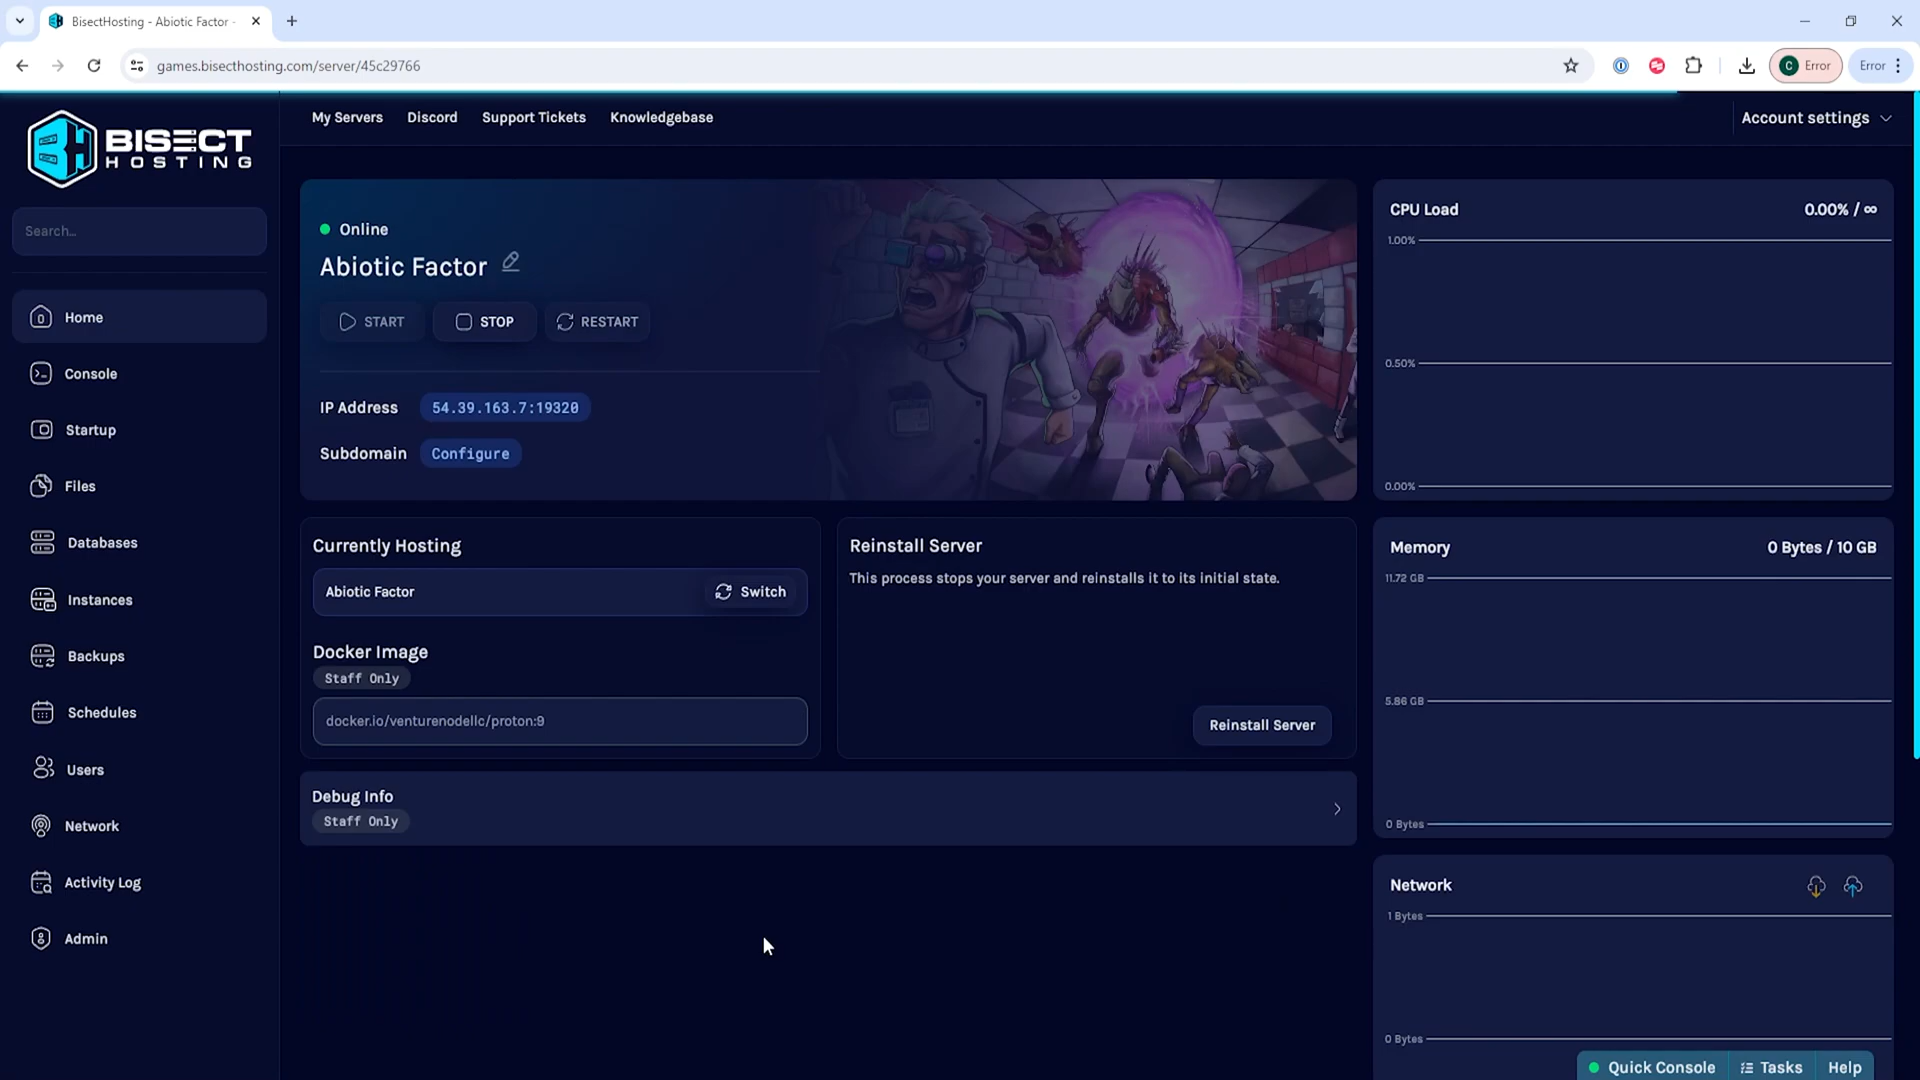 BisectHosting - Abiotic Factor -
games.bisecthosting.com/server/45c29766
C Error
Error
BISECT
HOSTING
My Servers
Discord
Support Tickets
Knowledgebase
Account settings
Search...
Home
Console
Startup
Files
Databases
Instances
Backups
Schedules
Users
Network
Activity Log
Admin
Online
Abiotic Factor
START
STOP
RESTART
IP Address 54.39.163.7:19320
Subdomain Configure
Currently Hosting
Abiotic Factor
Switch
Docker Image
Staff Only
docker.io/venturenodellc/proton:9
Reinstall Server
This process stops your server and reinstalls it to its initial state.
Reinstall Server
Debug Info
Staff Only
CPU Load 0.00% / ∞
1.00%
0.50%
0.00%
Memory 0 Bytes / 10 GB
11.72 GB
5.86 GB
0 Bytes
Network
1 Bytes
0 Bytes
Quick Console
Tasks
Help